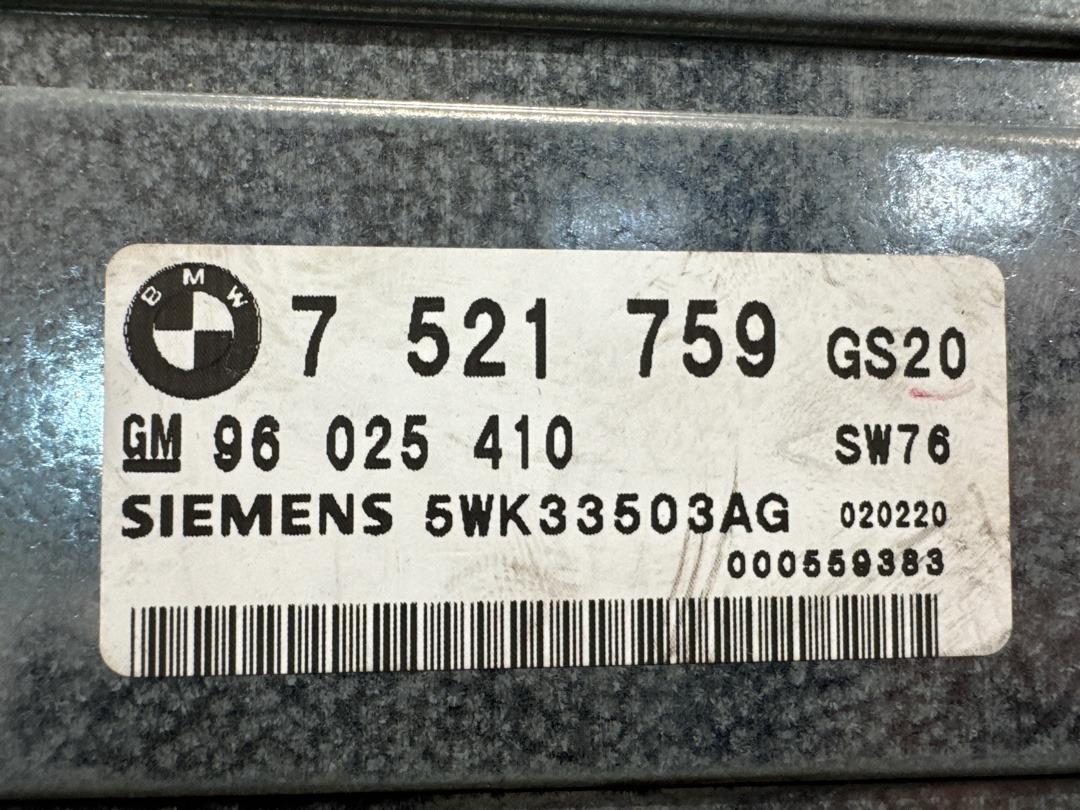 BMW 7 521 759 GS20
GM 96 025 410 SW76
SIEMENS 5WK33503AG 020220
000559383